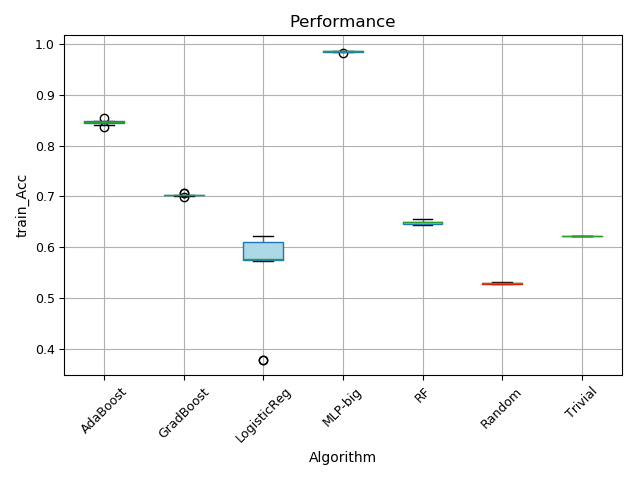 Performance
train_Acc
1.0
0.9
0.8
0.7
0.6
0.5
0.4
AdaBoost
GradBoost
LogisticReg
MLP-big
RF
Random
Trivial
Algorithm